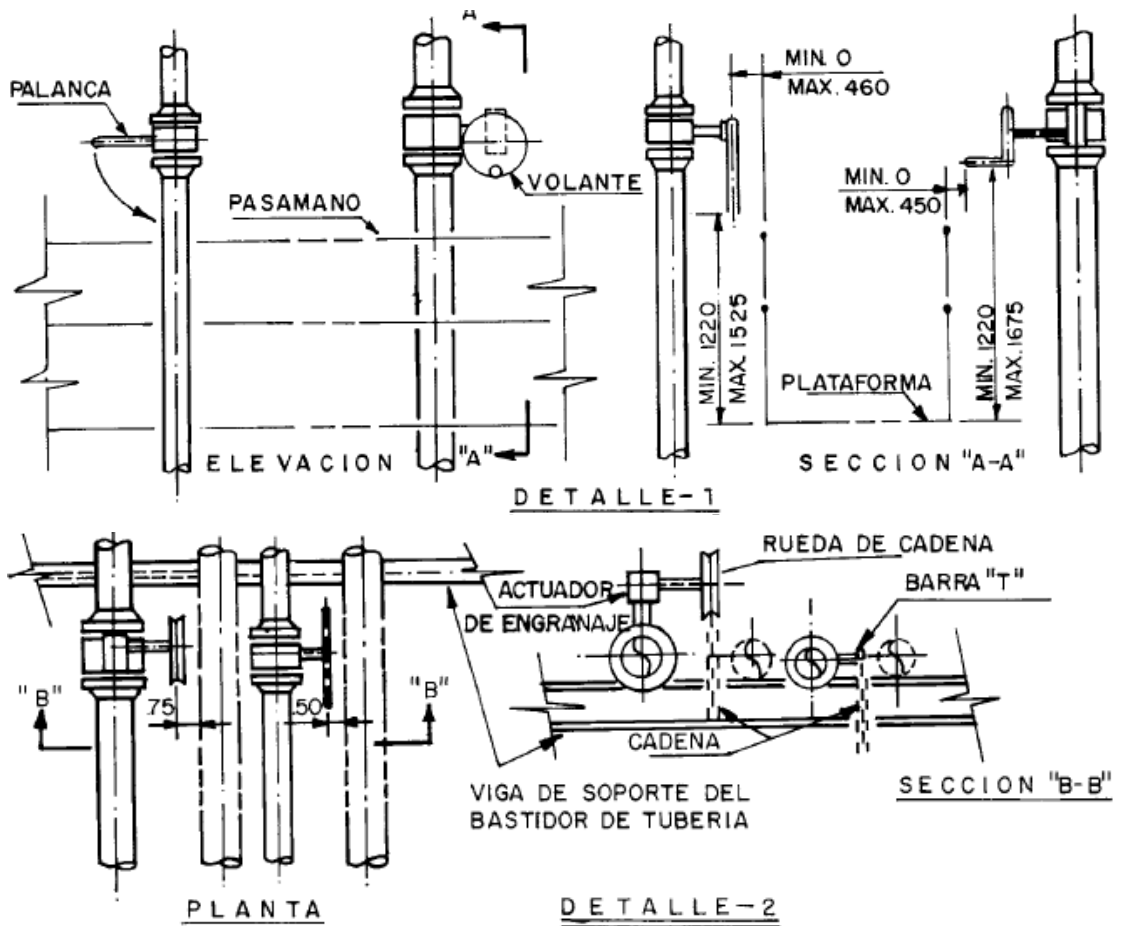 A
PALANCA
VOLANTE
PASAMANO
ELEVACION
"A"
MIN. 0
MAX. 460
MIN. 0
MAX. 450
MIN. 1220
MAX. 1525
MIN. 1220
MAX. 1675
PLATAFORMA
SECCION "A-A"
DETALLE-1
"B"
75
50
"B"
PLANTA
ACTUADOR
DE ENGRANAJE
RUEDA DE CADENA
BARRA "T"
CADENA
VIGA DE SOPORTE DEL
BASTIDOR DE TUBERIA
SECCION "B-B"
DETALLE-2